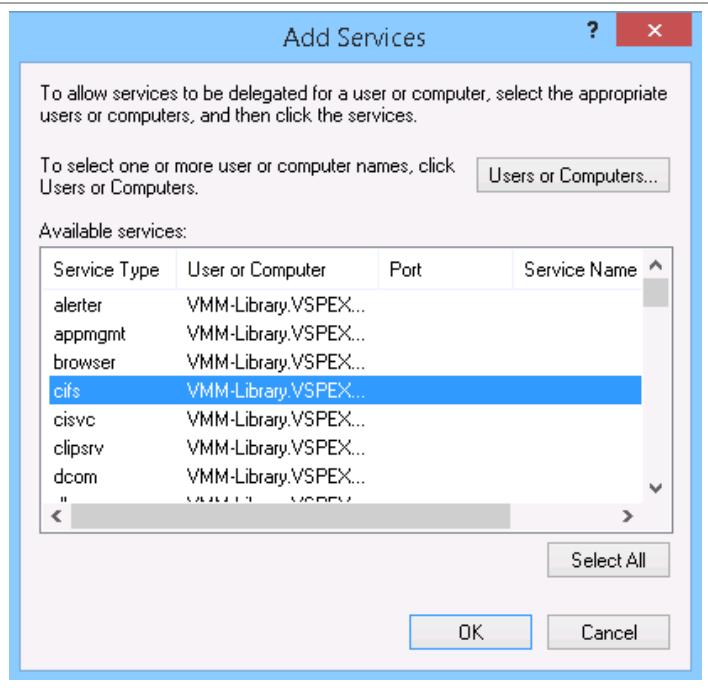 Add Services
?
To allow services to be delegated for a user or computer, select the appropriate
users or computers, and then click the services.
To select one or more user or computer names, click
Users or Computers.
Users or Computers...
Available services:
Service Type User or Computer Port Service Name
alerter VMM-Library.VSPEX...
appmgmt VMM-Library.VSPEX...
browser VMM-Library.VSPEX...
cifs VMM-Library.VSPEX...
cisvc VMM-Library.VSPEX...
clipsrv VMM-Library.VSPEX...
dcom VMM-Library.VSPEX...
Select All
OK Cancel